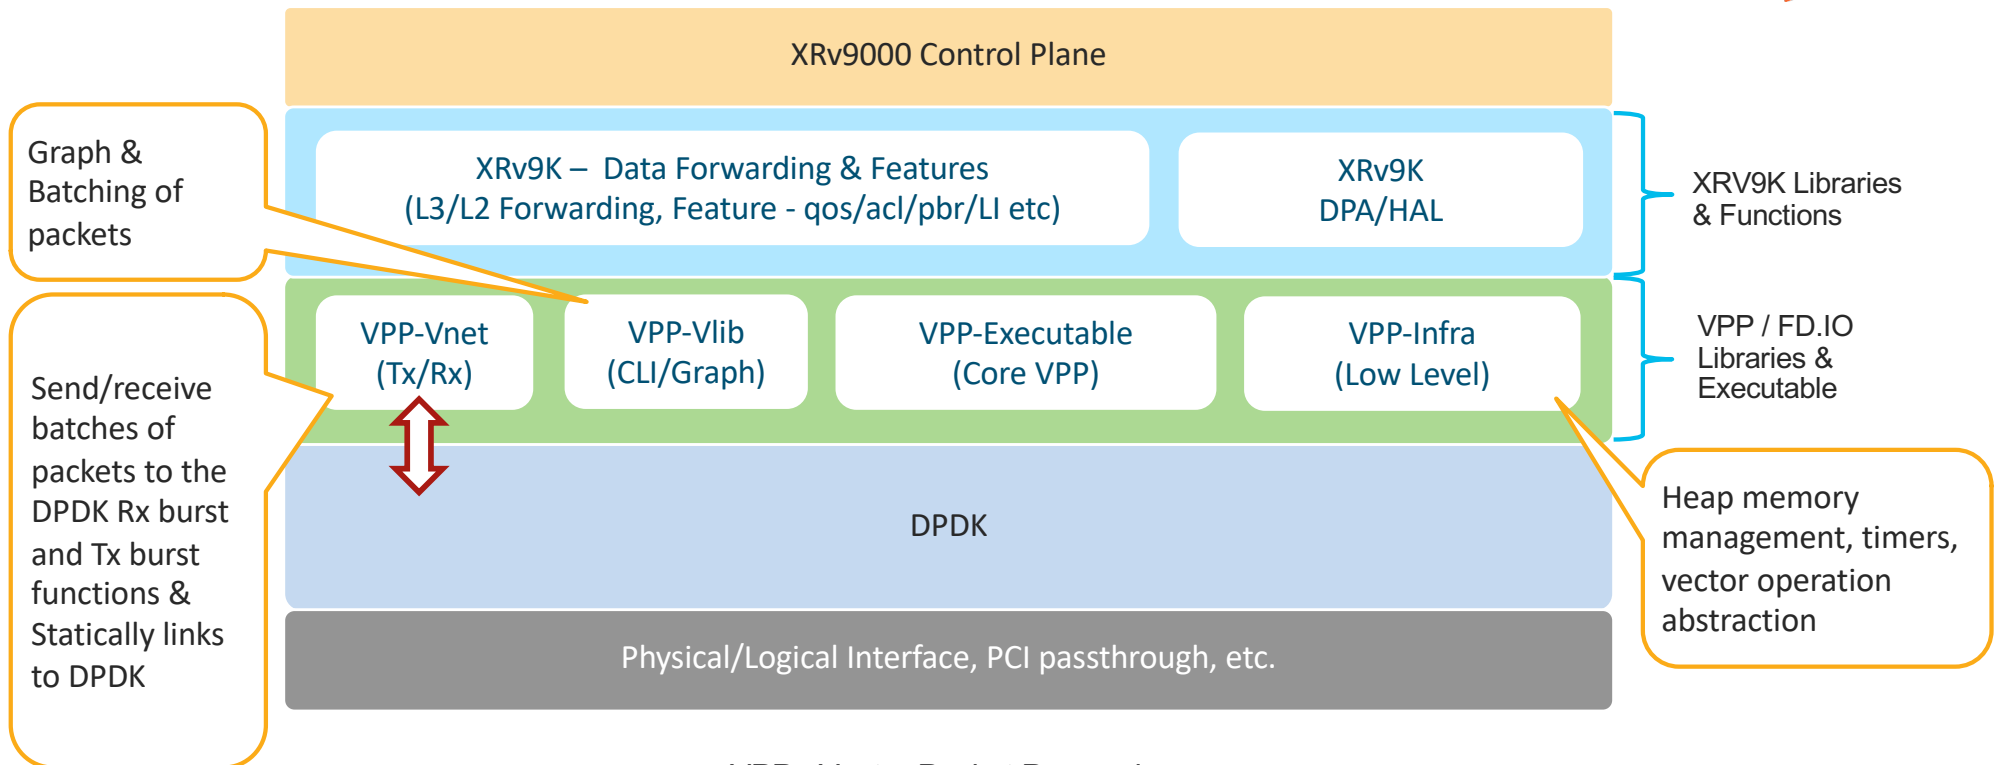 XRv9000 Control Plane
Graph &
Batching of
packets
XRv9K – Data Forwarding & Features
(L3/L2 Forwarding, Feature - qos/acl/pbr/LI etc)
XRv9K
DPA/HAL
XRV9K Libraries
& Functions
Send/receive
batches of
packets to the
DPDK Rx burst
and Tx burst
functions &
Statically links
to DPDK
VPP-Vnet
(Tx/Rx)
VPP-Vlib
(CLI/Graph)
VPP-Executable
(Core VPP)
VPP-Infra
(Low Level)
VPP / FD.IO
Libraries &
Executable
DPDK
Heap memory
management, timers,
vector operation
abstraction
Physical/Logical Interface, PCI passthrough, etc.